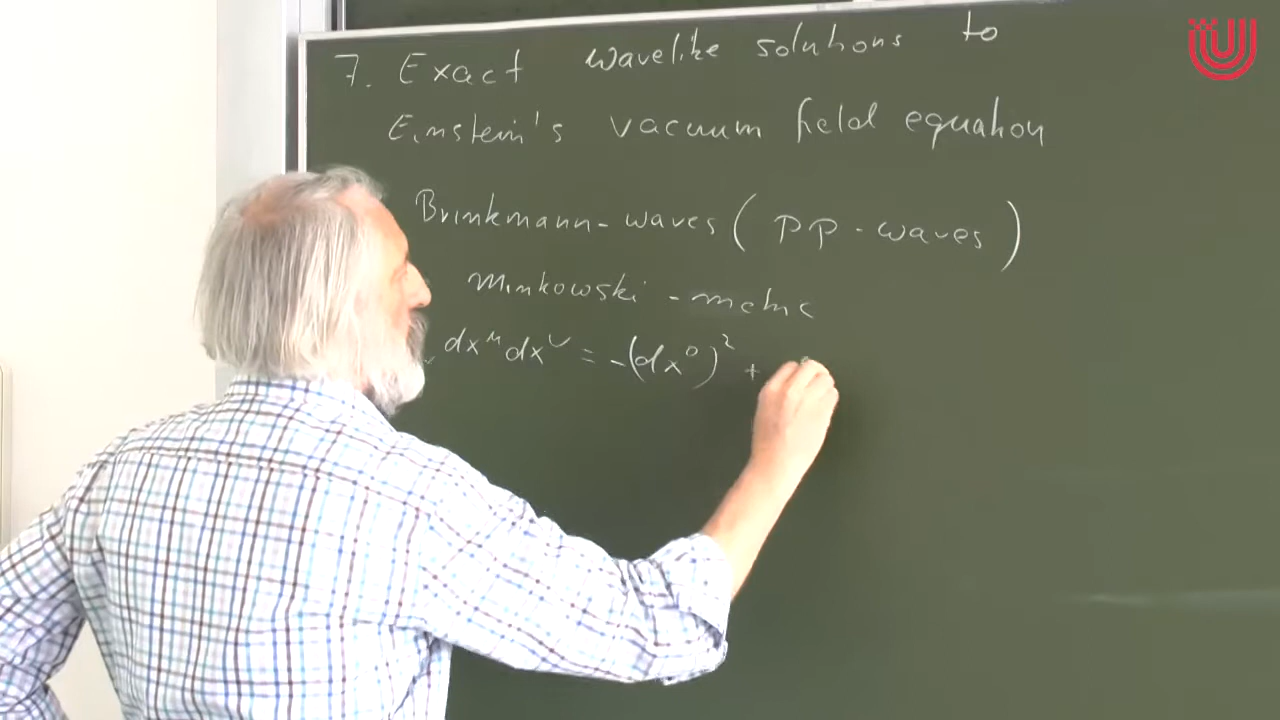 7. Exact wavelike solutions to
Einstein's vacuum field equation
Brinkmann-waves (pp-waves)
Minkowski-metric
dx^μ dx^ν = -(dx^0)^2 +